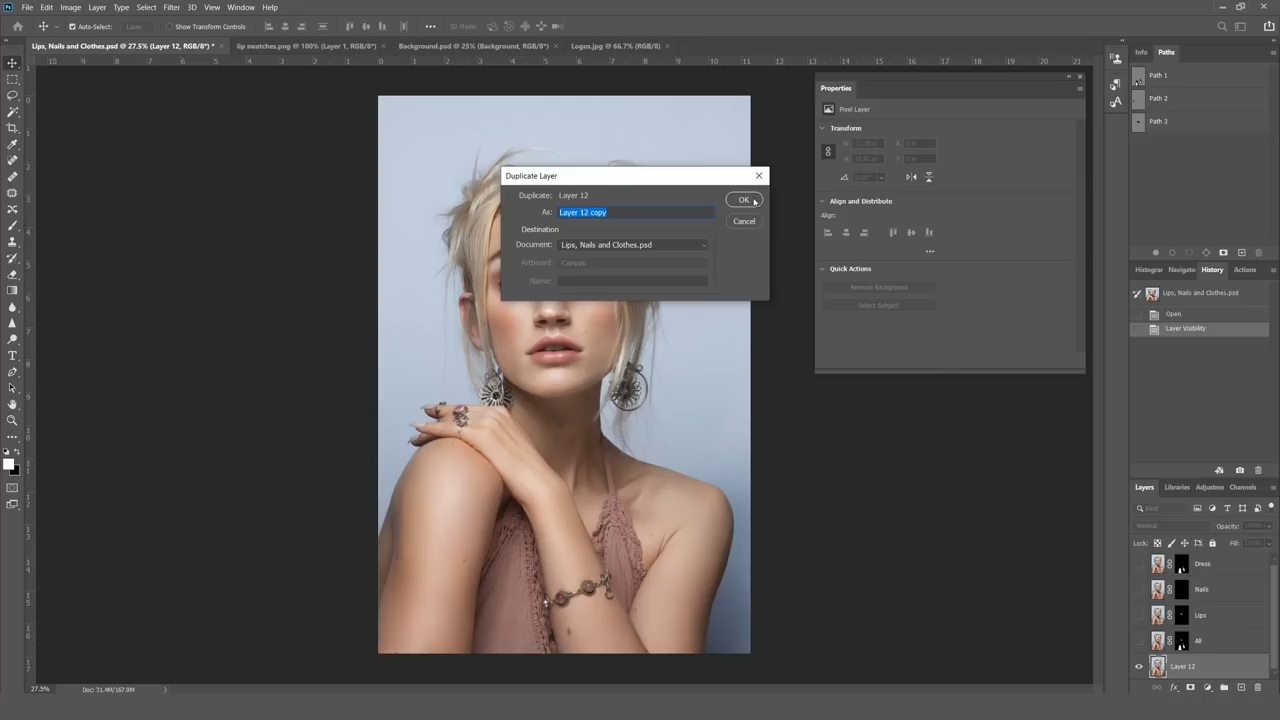 File Edit Image Layer Type Select Filter 3D View Window Help
Auto-Select: Layer Show Transform Controls 3D Mode:
Lips, Nails and Clothes.psd @ 27.5% (Layer 12, RGB/8*) * lip swatches.png @ 100% (Layer 1, RGB/8*) Background.psd @ 25% (Background, RGB/8*) Logos.jpg @ 66.7% (RGB/8)
Info Paths
Path 1
Path 2
Path 3
Properties
Pixel Layer
Transform
W
X
H
Y
Align and Distribute
Align:
Quick Actions
Remove Background
Select Subject
Duplicate Layer
Duplicate: Layer 12
As: Layer 12 copy
Destination
Document: Lips, Nails and Clothes.psd
Artboard: Canvas
Name:
OK
Cancel
Histogr Navigato History Actions
Lips, Nails and Clothes.psd
Open
Layer Visibility
Layers Libraries Adjustme Channels
Kind
Normal Opacity: 100%
Lock: Fill: 100%
Dress
Nails
Lips
All
Layer 12
27.5% Doc: 31.4M/167.9M